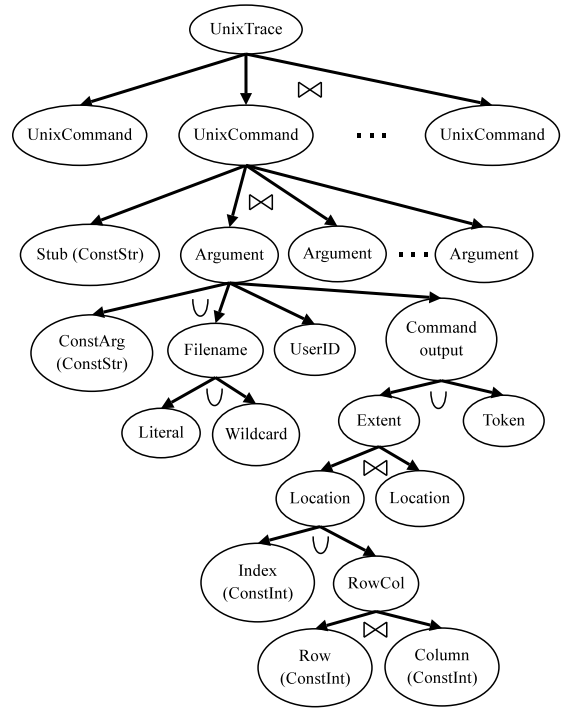 UnixTrace
⋈
UnixCommand UnixCommand ... UnixCommand
⋈
Stub (ConstStr) Argument Argument ... Argument
∪
ConstArg
(ConstStr)
Filename
UserID
Command
output
∪
∪
Literal Wildcard
Extent Token
⋈
Location Location
∪
Index
(ConstInt)
RowCol
⋈
Row
(ConstInt)
Column
(ConstInt)